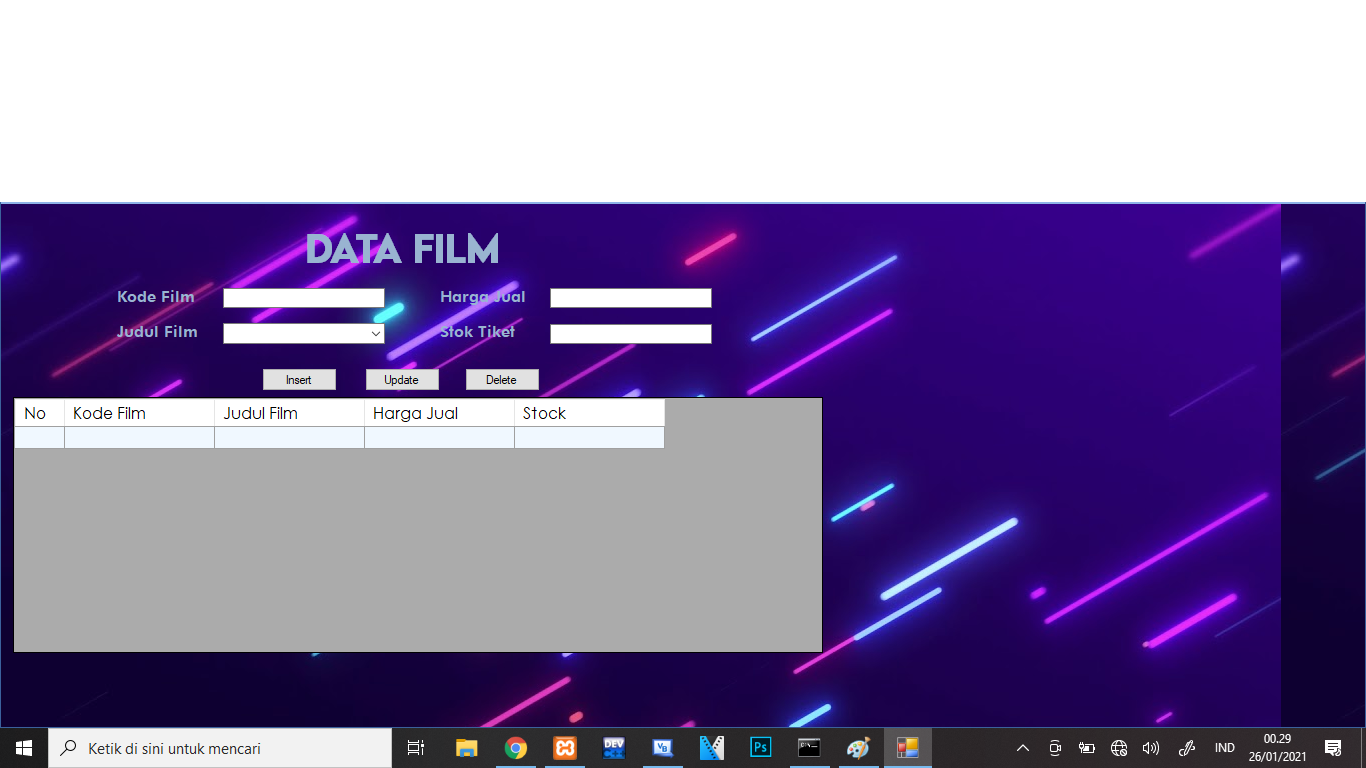 DATA FILM
Kode Film
Harga Jual
Judul Film
Stok Tiket
Insert Update Delete
No Kode Film Judul Film Harga Jual Stock
Ketik di sini untuk mencari
DEV
VB
Ps
IND
00.29
26/01/2021